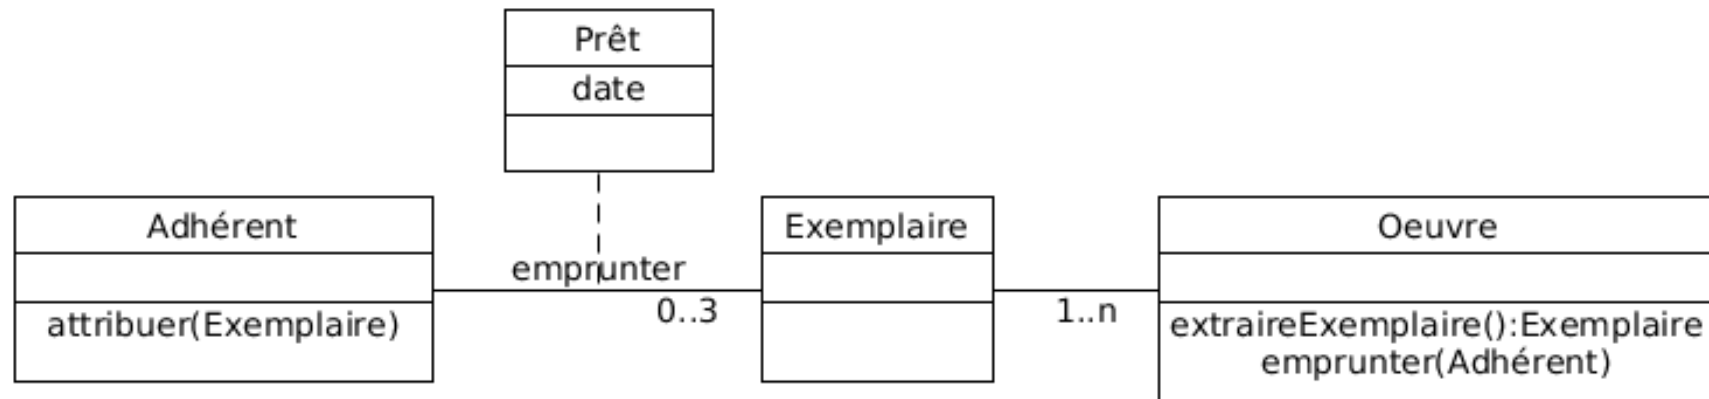 Prêt
date
Adhérent
attribuer(Exemplaire)
emprunter
0..3
Exemplaire
1..n
Oeuvre
extraireExemplaire():Exemplaire
emprunter(Adhérent)